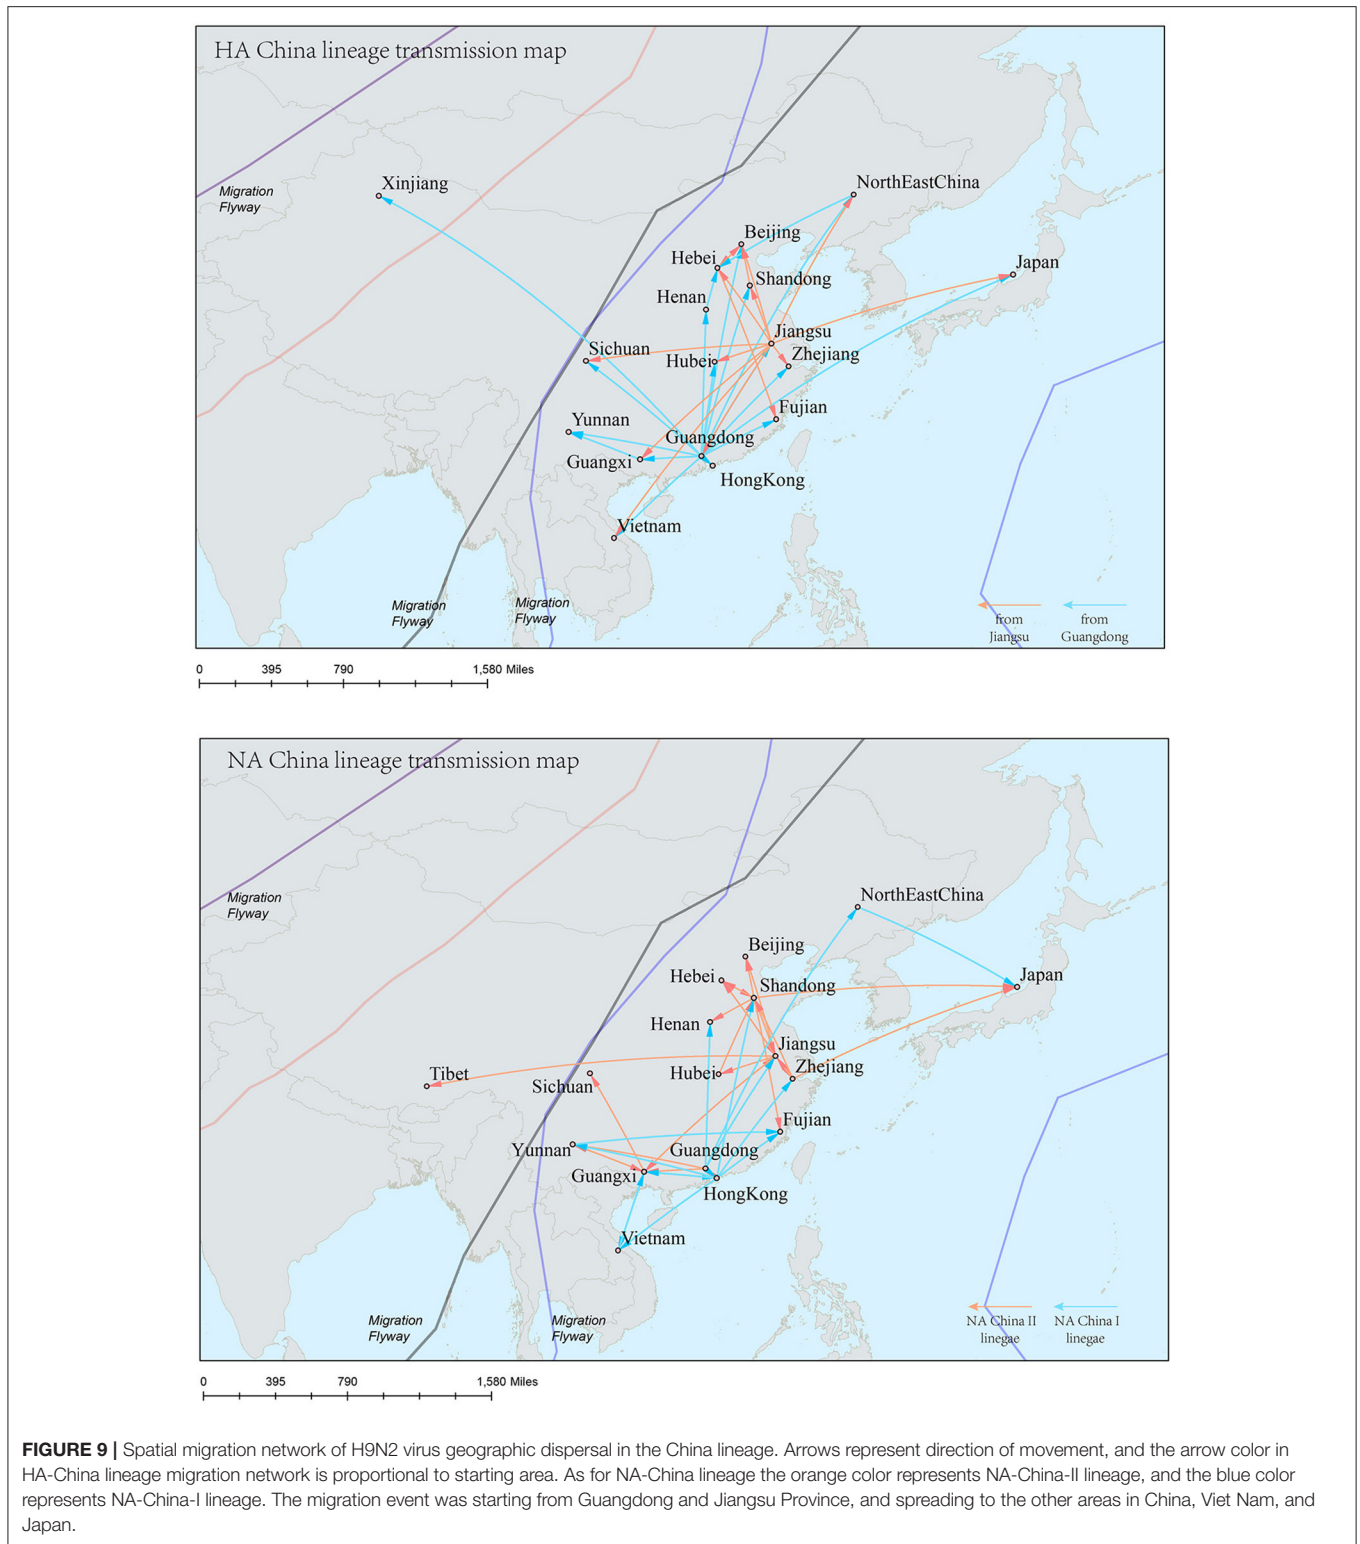 HA China lineage transmission map
Migration
Flyway
Xinjiang
NorthEastChina
Beijing
Hebei
Japan
Shandong
Henan
Jiangsu
Sichuan
Hubei
Zhejiang
Fujian
Yunnan
Guangdong
Guangxi
HongKong
Vietnam
Migration
Flyway
Migration
Flyway
from
Jiangsu
from
Guangdong
0 395 790 1,580 Miles
NA China lineage transmission map
Migration
Flyway
NorthEastChina
Beijing
Hebei
Japan
Shandong
Henan
Jiangsu
Tibet
Sichuan
Hubei
Zhejiang
Fujian
Yunnan
Guangdong
Guangxi
HongKong
Vietnam
Migration
Flyway
Migration
Flyway
NA China II
linegae
NA China I
linegae
0 395 790 1,580 Miles
FIGURE 9 | Spatial migration network of H9N2 virus geographic dispersal in the China lineage. Arrows represent direction of movement, and the arrow color in
HA-China lineage migration network is proportional to starting area. As for NA-China lineage the orange color represents NA-China-II lineage, and the blue color
represents NA-China-I lineage. The migration event was starting from Guangdong and Jiangsu Province, and spreading to the other areas in China, Viet Nam, and
Japan.